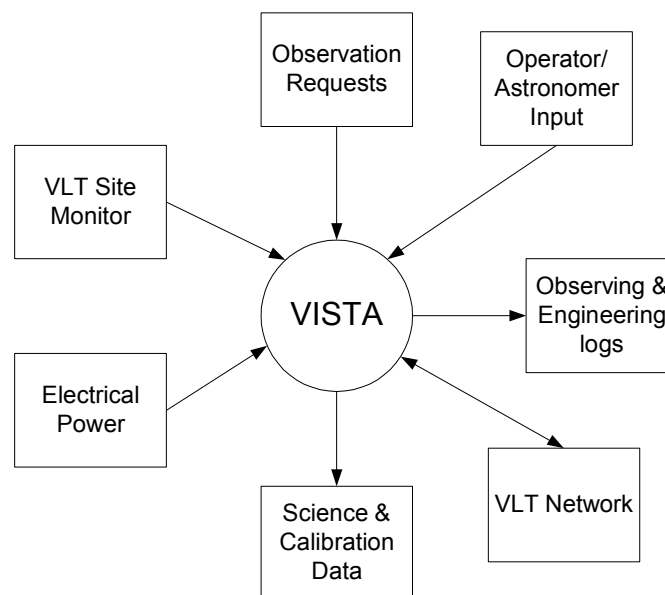 Observation
Requests
Operator/
Astronomer
Input
VLT Site
Monitor
VISTA
Observing &
Engineering
logs
Electrical
Power
Science &
Calibration
Data
VLT Network